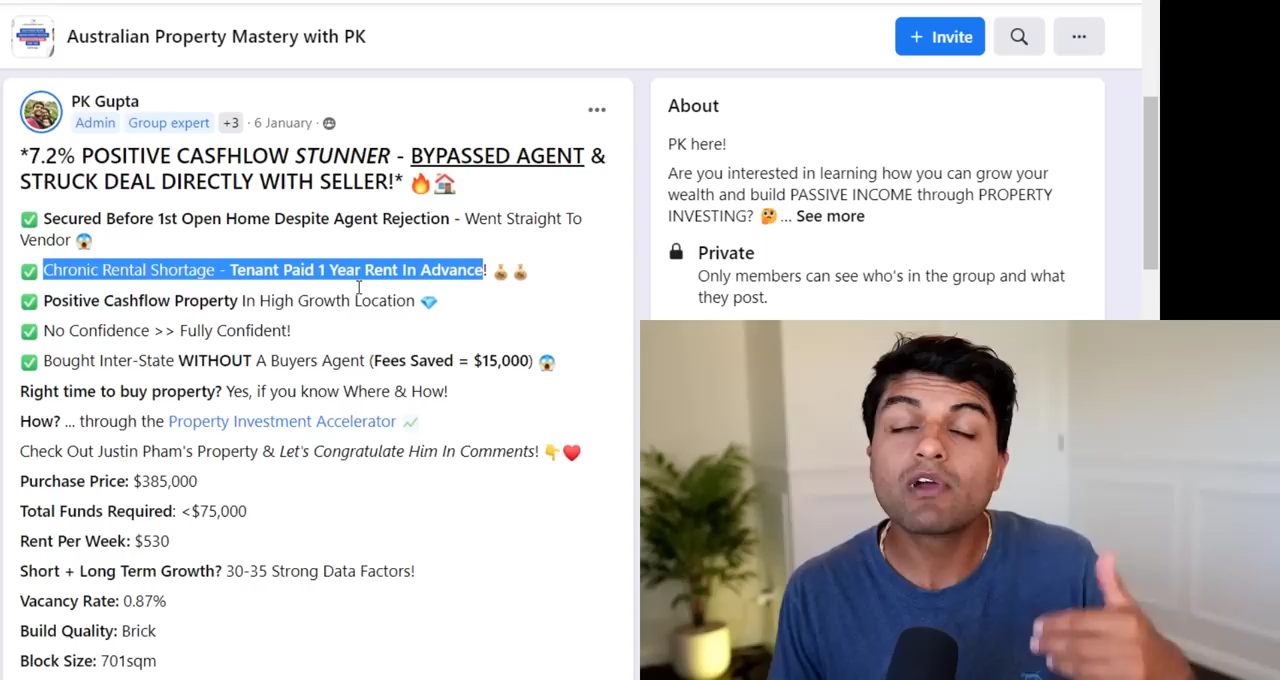 Australian Property Mastery with PK
+ Invite
PK Gupta
Admin Group expert +3 · 6 January ·
*7.2% POSITIVE CASFHLOW STUNNER - BYPASSED AGENT &
STRUCK DEAL DIRECTLY WITH SELLER!* 🔥🏠
✅ Secured Before 1st Open Home Despite Agent Rejection - Went Straight To
Vendor 😱
✅ Chronic Rental Shortage - Tenant Paid 1 Year Rent In Advance! 💰💰
✅ Positive Cashflow Property In High Growth Location 💎
✅ No Confidence >> Fully Confident!
✅ Bought Inter-State WITHOUT A Buyers Agent (Fees Saved = $15,000) 😱
Right time to buy property? Yes, if you know Where & How!
How? ... through the Property Investment Accelerator 📈
Check Out Justin Pham's Property & Let's Congratulate Him In Comments! 👇❤️
Purchase Price: $385,000
Total Funds Required: <$75,000
Rent Per Week: $530
Short + Long Term Growth? 30-35 Strong Data Factors!
Vacancy Rate: 0.87%
Build Quality: Brick
Block Size: 701sqm
About
PK here!
Are you interested in learning how you can grow your
wealth and build PASSIVE INCOME through PROPERTY
INVESTING? 🤔... See more
Private
Only members can see who's in the group and what
they post.